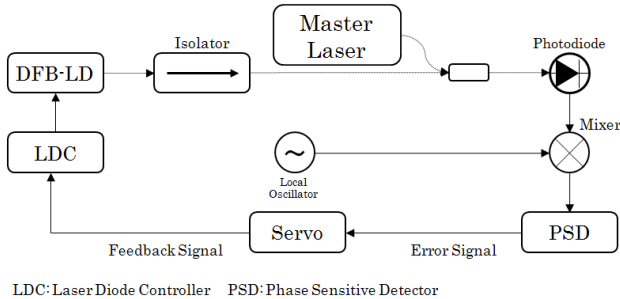 Isolator
Master
Laser
Photodiode
DFB-LD
Mixer
LDC
~
Local
Oscillator
Servo
PSD
Feedback Signal
Error Signal
LDC: Laser Diode Controller PSD: Phase Sensitive Detector